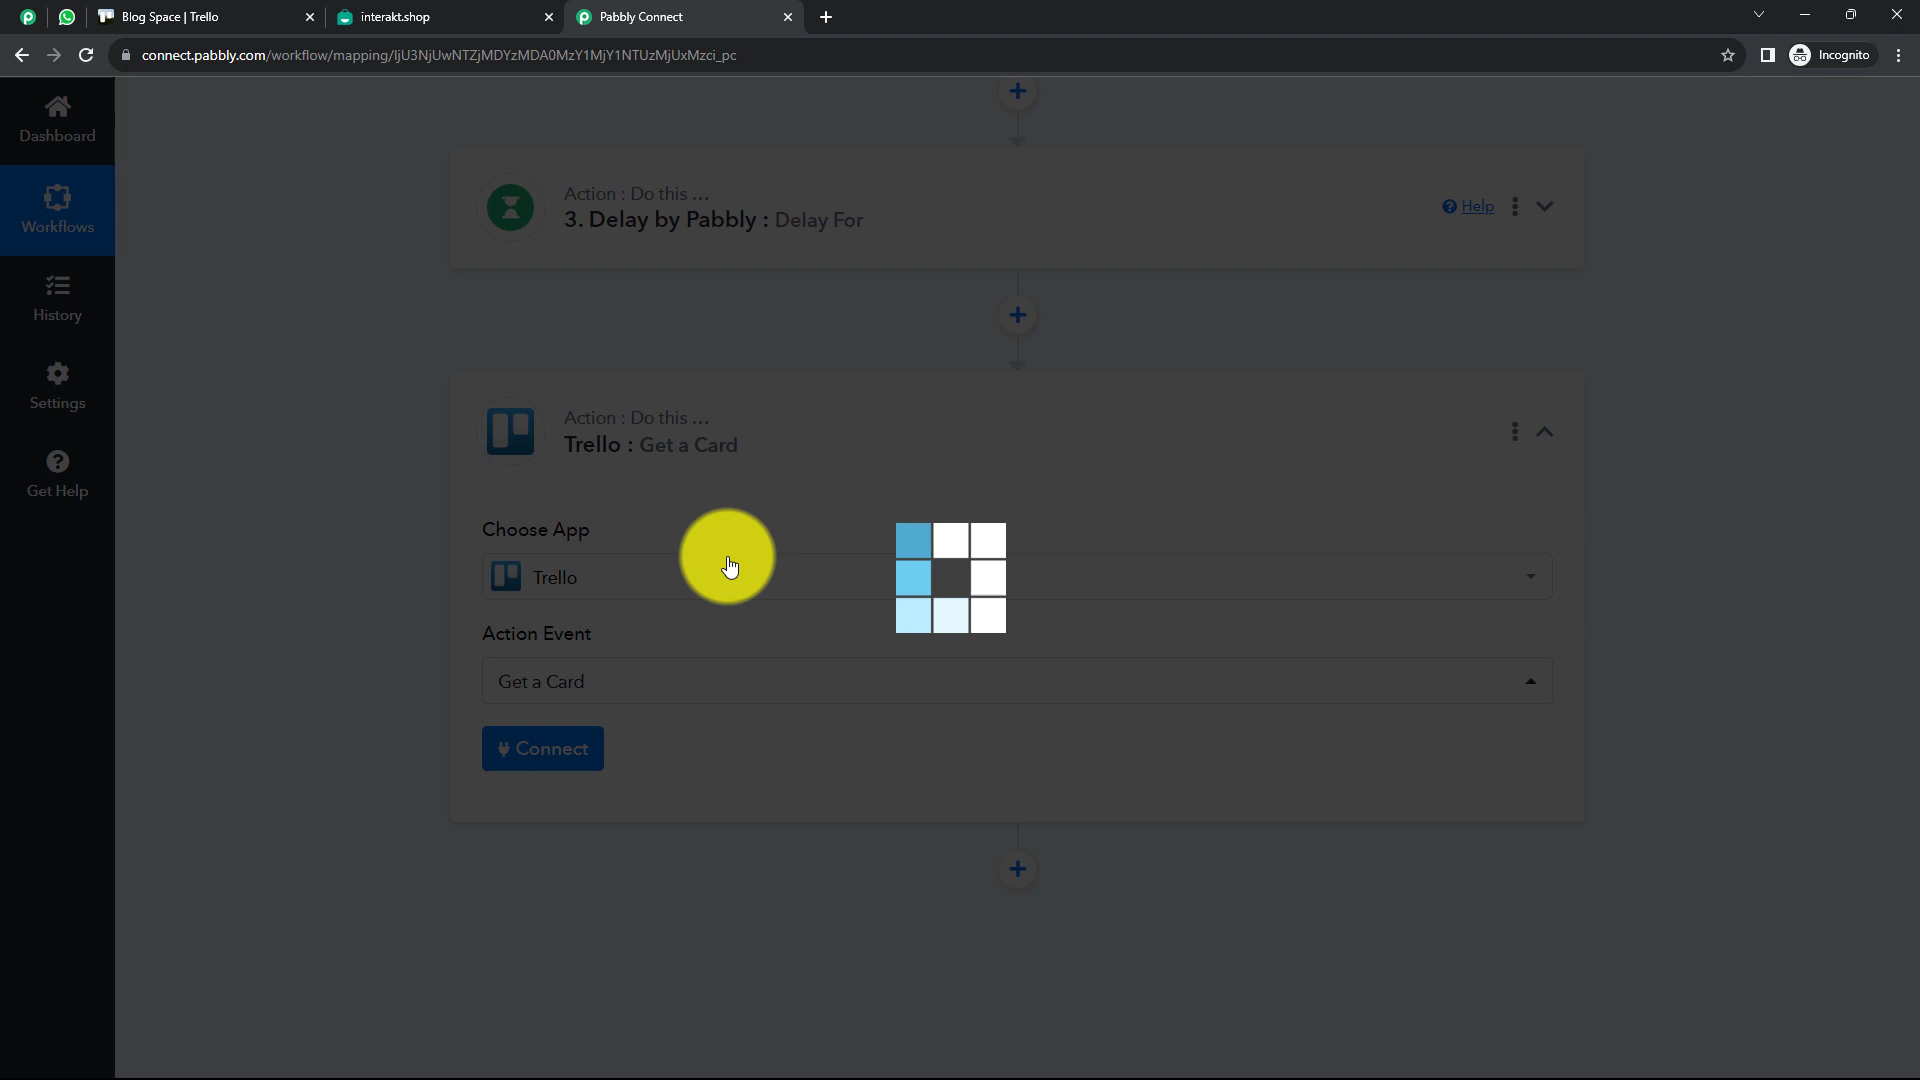 Blog Space | Trello
interakt.shop
Pabbly Connect
connect.pabbly.com/workflow/mapping/IjU3NjUwNTZjMDYzMDA0MzY1MjY1NTUzMjUxMzci_pc
Incognito
Dashboard
Workflows
History
Settings
Get Help
Action : Do this ...
3. Delay by Pabbly : Delay For
Help
Action : Do this ...
Trello : Get a Card
Choose App
Trello
Action Event
Get a Card
Connect